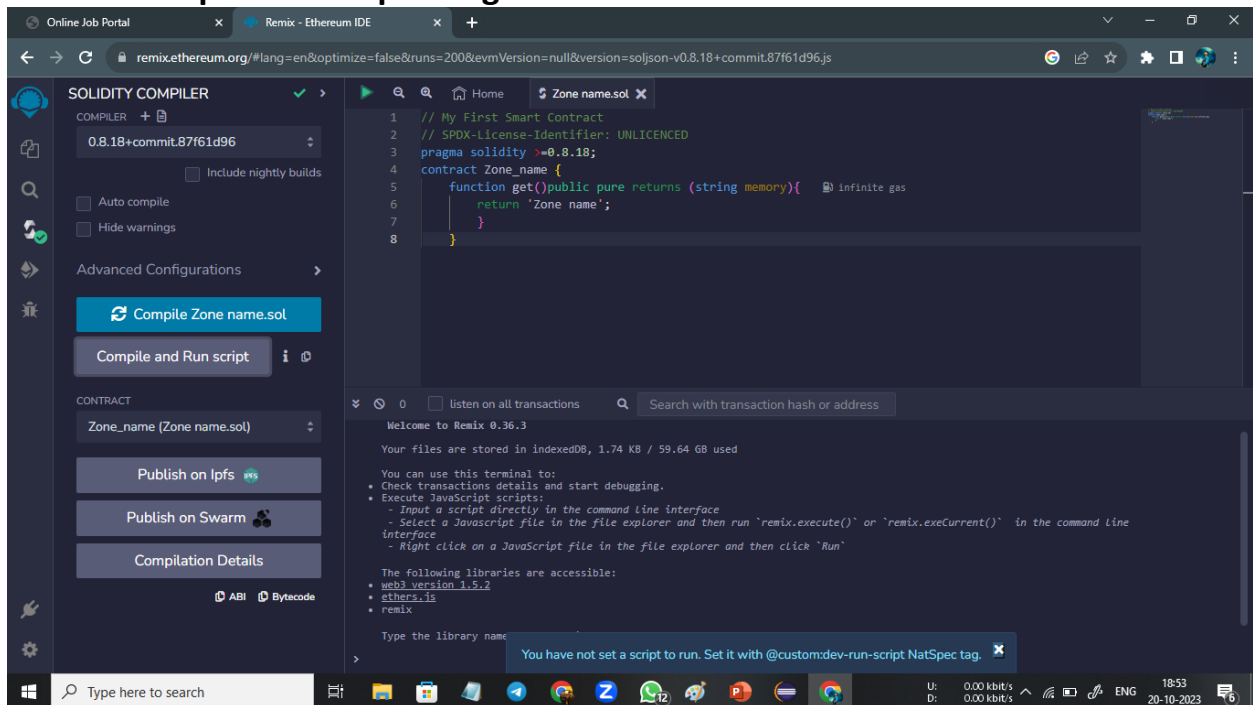 Online Job Portal
Remix - Ethereum IDE
remix.ethereum.org/#lang=en&optimize=false&runs=200&evmVersion=null&version=soljson-v0.8.18+commit.87f61d96.js
SOLIDITY COMPILER
COMPILER
0.8.18+commit.87f61d96
Include nightly builds
Auto compile
Hide warnings
Advanced Configurations
Compile Zone name.sol
Compile and Run script
CONTRACT
Zone_name (Zone name.sol)
Publish on Ipfs
IPFS
Publish on Swarm
Compilation Details
ABI Bytecode
Home
Zone name.sol
1 // My First Smart Contract
2 // SPDX-License-Identifier: UNLICENCED
3 pragma solidity >=0.8.18;
4 contract Zone_name {
5 function get()public pure returns (string memory){ infinite gas
6 return 'Zone name';
7 }
8 }
0 listen on all transactions Search with transaction hash or address
Welcome to Remix 0.36.3
Your files are stored in indexedDB, 1.74 KB / 59.64 GB used
You can use this terminal to:
• Check transactions details and start debugging.
• Execute JavaScript scripts:
- Input a script directly in the command line interface
- Select a Javascript file in the file explorer and then run `remix.execute()` or `remix.exeCurrent()` in the command line
interface
- Right click on a JavaScript file in the file explorer and then click `Run`
The following libraries are accessible:
• web3 version 1.5.2
• ethers.js
• remix
Type the library name
>
You have not set a script to run. Set it with @custom:dev-run-script NatSpec tag.
Type here to search
12
U: 0.00 kbit/s
D: 0.00 kbit/s
ENG
18:53
20-10-2023
6